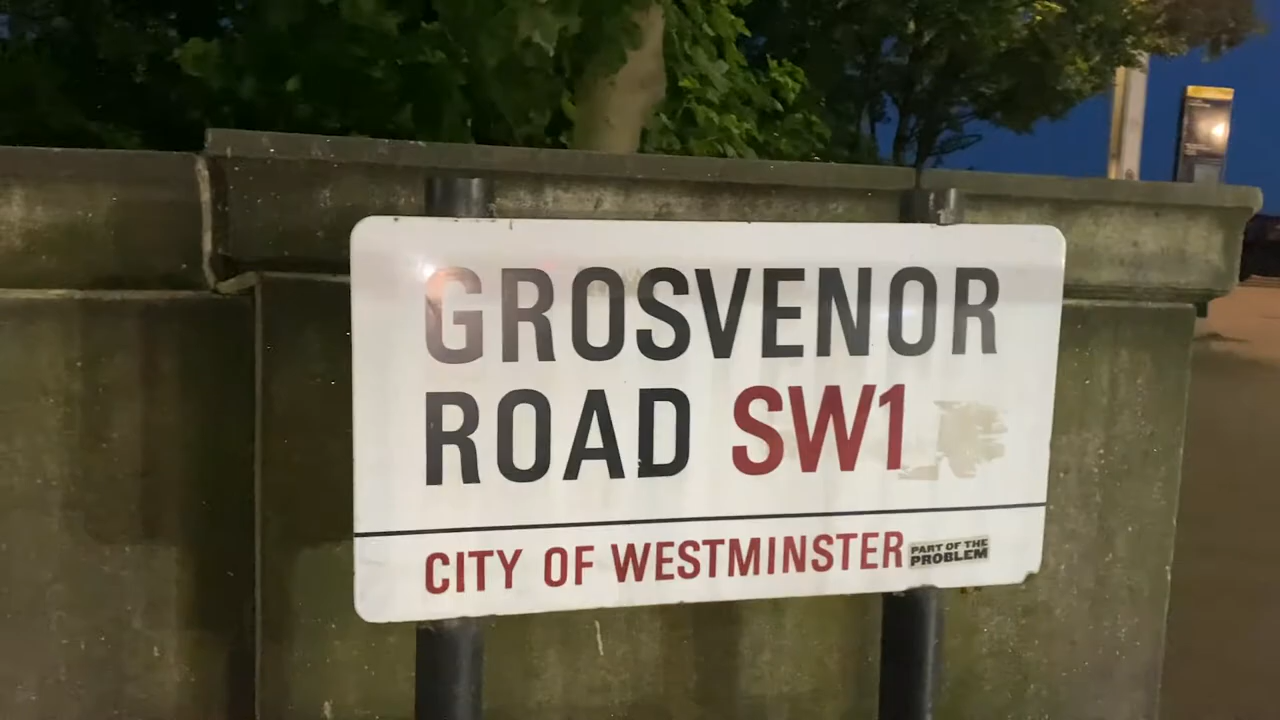 GROSVENOR
ROAD SW1
CITY OF WESTMINSTER
PART OF THE
PROBLEM